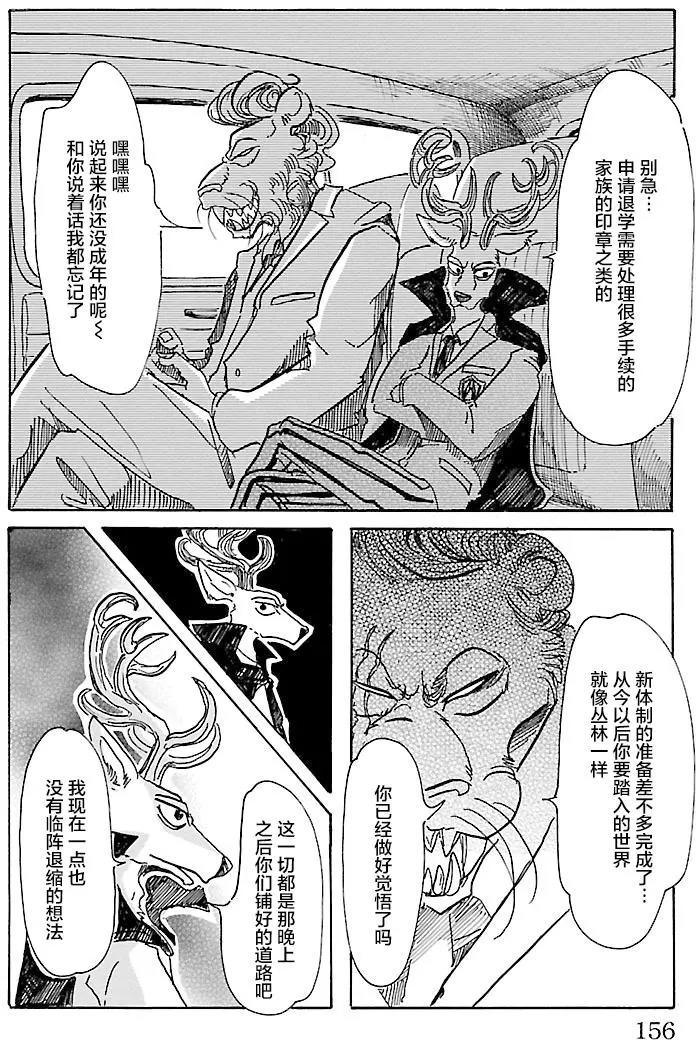 别急…
申请退学需要处理很多手续的
家族的印章之类的
嘿嘿嘿
说起来你还没成年的呢～
和你说着话我都忘记了
新体制的准备差不多完成了…
从今以后你要踏入的世界
就像丛林一样
你已经做好觉悟了吗
这一切都是那晚上
之后你们铺好的道路吧
我现在一点也
没有临阵退缩的想法
156